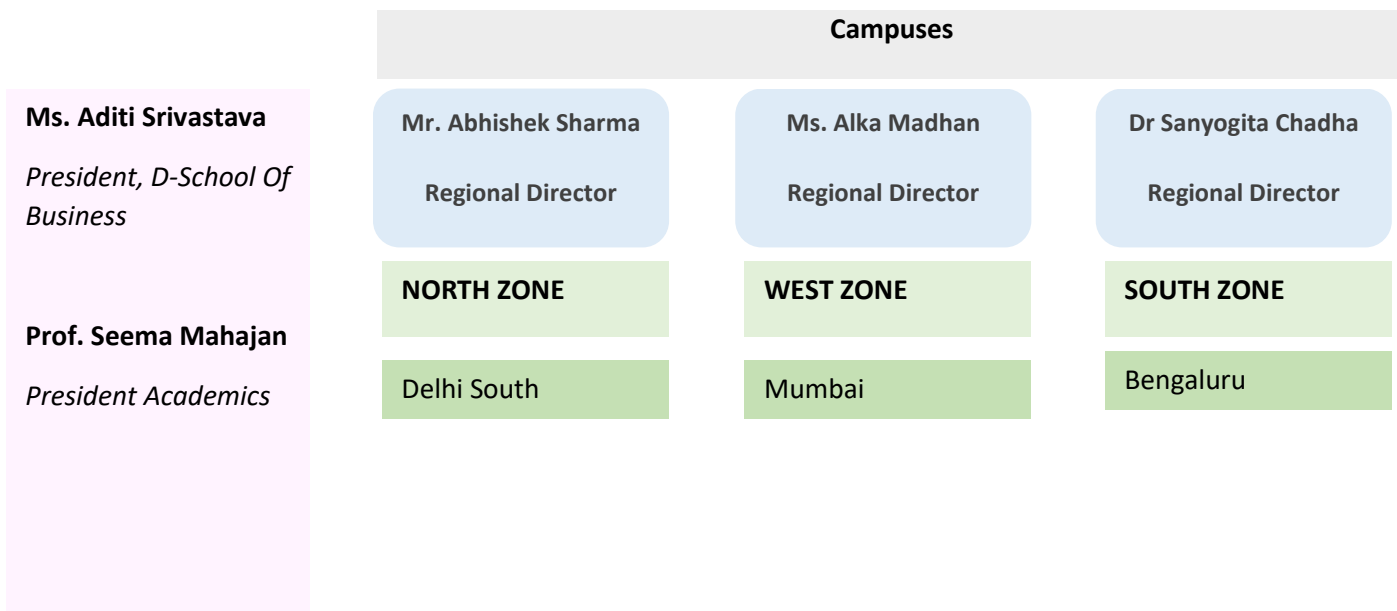 Campuses
Ms. Aditi Srivastava
President, D-School Of
Business
Prof. Seema Mahajan
President Academics
Mr. Abhishek Sharma
Regional Director
NORTH ZONE
Delhi South
Ms. Alka Madhan
Regional Director
WEST ZONE
Mumbai
Dr Sanyogita Chadha
Regional Director
SOUTH ZONE
Bengaluru